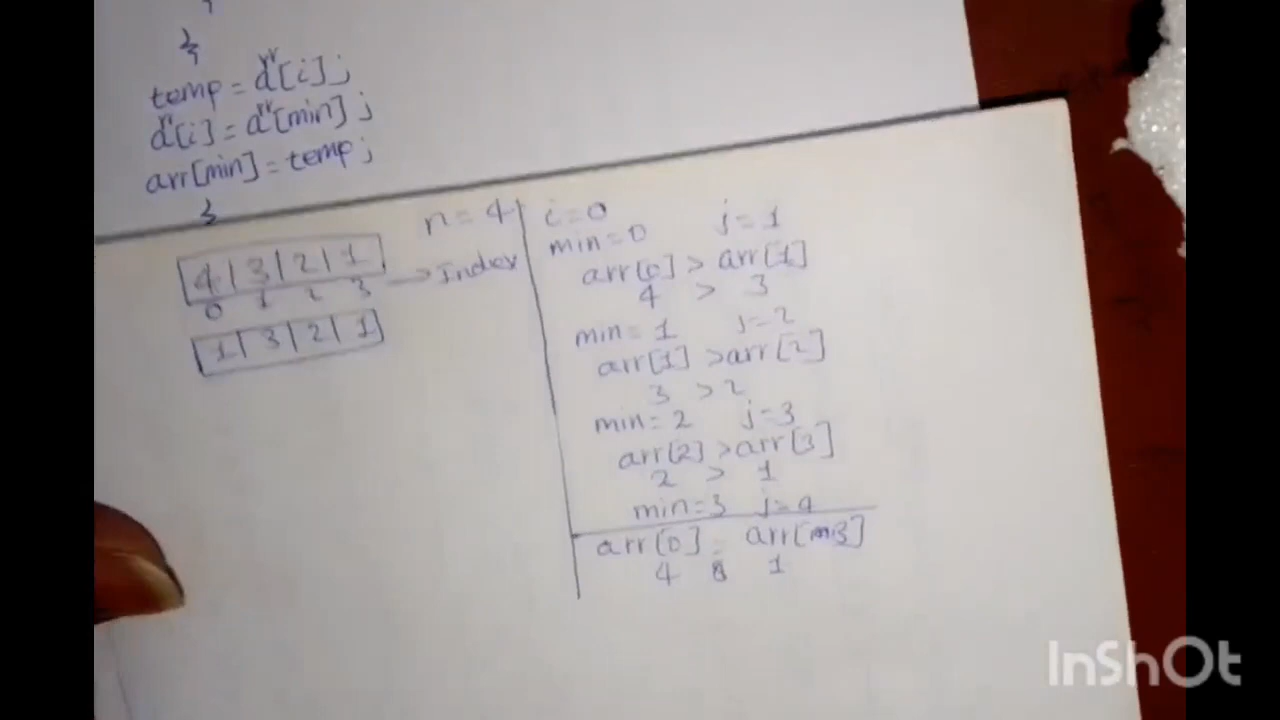 }
temp = arr[i];
arr[i] = arr[min];
arr[min] = temp;
}
n = 4
4 | 3 | 2 | 1
0 1 2 3 → Index
1 | 3 | 2 | 1
i = 0
min = 0 j = 1
arr[0] > arr[1]
4 > 3
min = 1 j = 2
arr[1] > arr[2]
3 > 2
min = 2 j = 3
arr[2] > arr[3]
2 > 1
min = 3 j = 4
arr[0] = arr[3]
4 1
InShOt